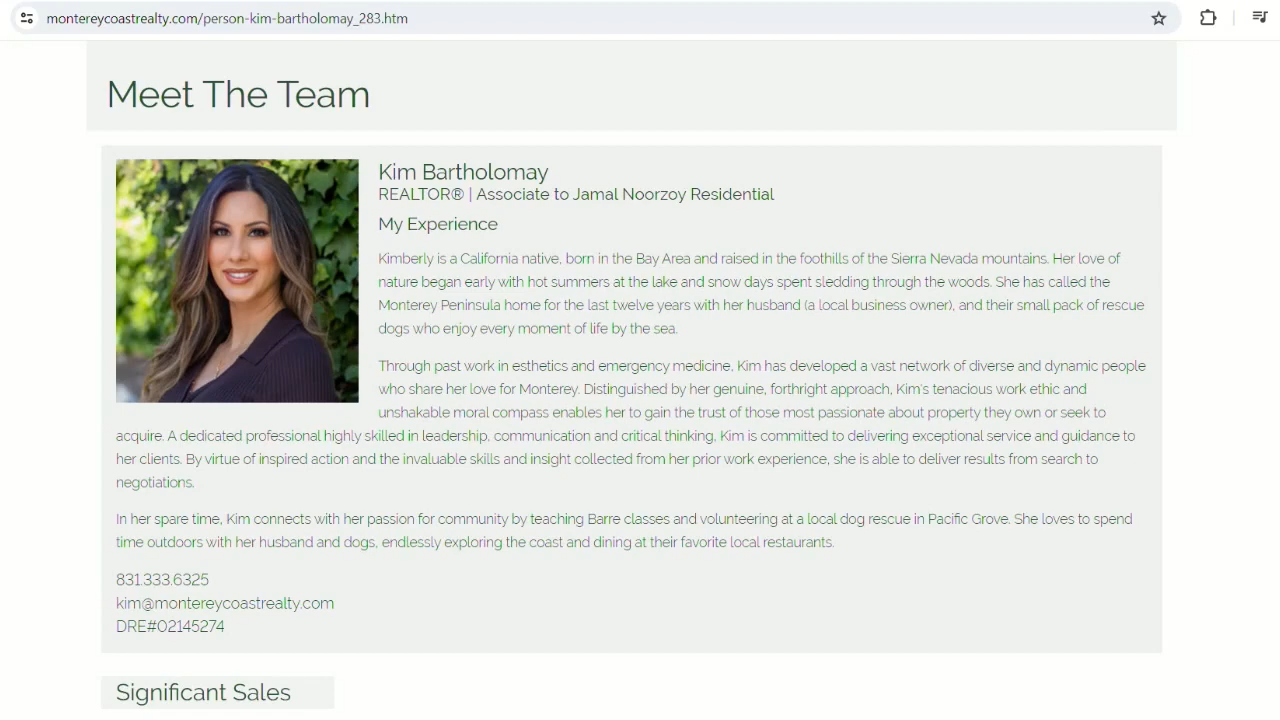 montereycoastrealty.com/person-kim-bartholomay_283.htm
Meet The Team
Kim Bartholomay
REALTOR® | Associate to Jamal Noorzoy Residential
My Experience
Kimberly is a California native, born in the Bay Area and raised in the foothills of the Sierra Nevada mountains. Her love of
nature began early with hot summers at the lake and snow days spent sledding through the woods. She has called the
Monterey Peninsula home for the last twelve years with her husband (a local business owner), and their small pack of rescue
dogs who enjoy every moment of life by the sea.
Through past work in esthetics and emergency medicine, Kim has developed a vast network of diverse and dynamic people
who share her love for Monterey. Distinguished by her genuine, forthright approach, Kim's tenacious work ethic and
unshakable moral compass enables her to gain the trust of those most passionate about property they own or seek to
acquire. A dedicated professional highly skilled in leadership, communication and critical thinking, Kim is committed to delivering exceptional service and guidance to
her clients. By virtue of inspired action and the invaluable skills and insight collected from her prior work experience, she is able to deliver results from search to
negotiations.
In her spare time, Kim connects with her passion for community by teaching Barre classes and volunteering at a local dog rescue in Pacific Grove. She loves to spend
time outdoors with her husband and dogs, endlessly exploring the coast and dining at their favorite local restaurants.
831.333.6325
kim@montereycoastrealty.com
DRE#02145274
Significant Sales